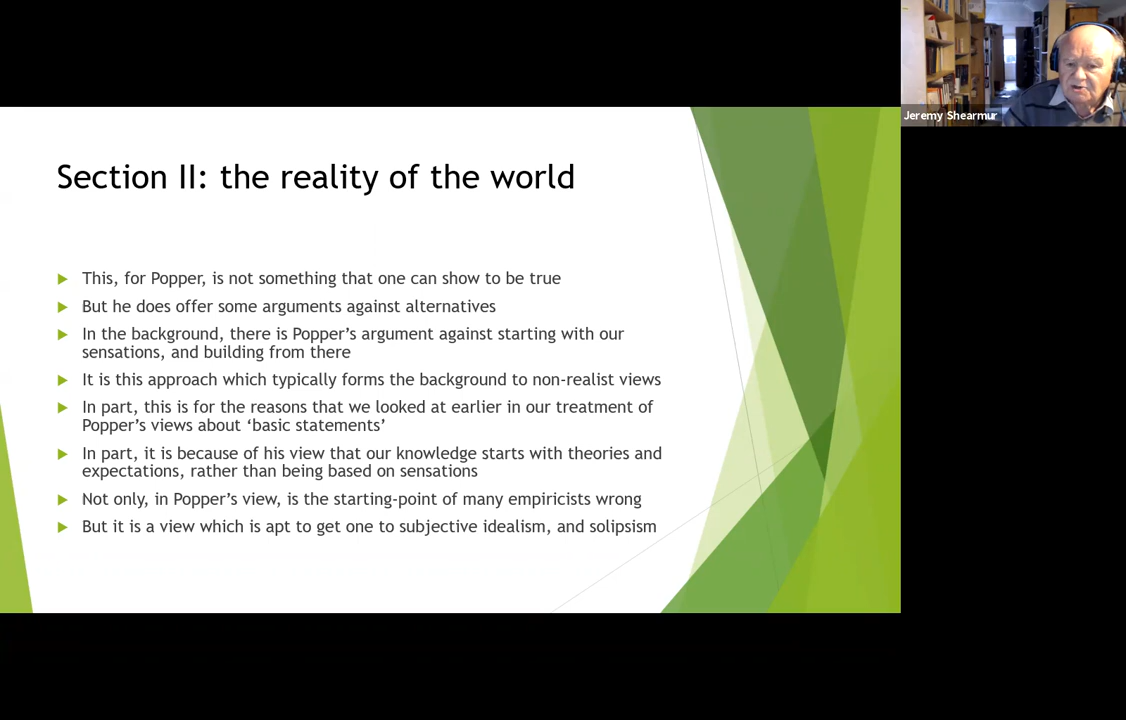 Jeremy Shearmur
Section II: the reality of the world
This, for Popper, is not something that one can show to be true
But he does offer some arguments against alternatives
In the background, there is Popper’s argument against starting with our
sensations, and building from there
It is this approach which typically forms the background to non-realist views
In part, this is for the reasons that we looked at earlier in our treatment of
Popper’s views about ‘basic statements’
In part, it is because of his view that our knowledge starts with theories and
expectations, rather than being based on sensations
Not only, in Popper’s view, is the starting-point of many empiricists wrong
But it is a view which is apt to get one to subjective idealism, and solipsism